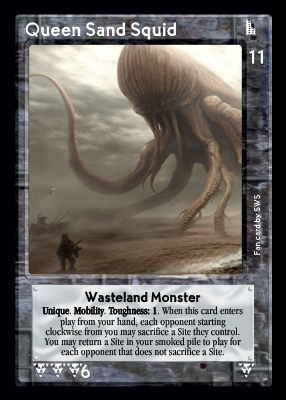 Queen Sand Squid
11
Fan card by SWS
Wasteland Monster
Unique. Mobility. Toughness: 1. When this card enters
play from your hand, each opponent starting
clockwise from you may sacrifice a Site they control.
You may return a Site in your smoked pile to play for
each opponent that does not sacrifice a Site.
6